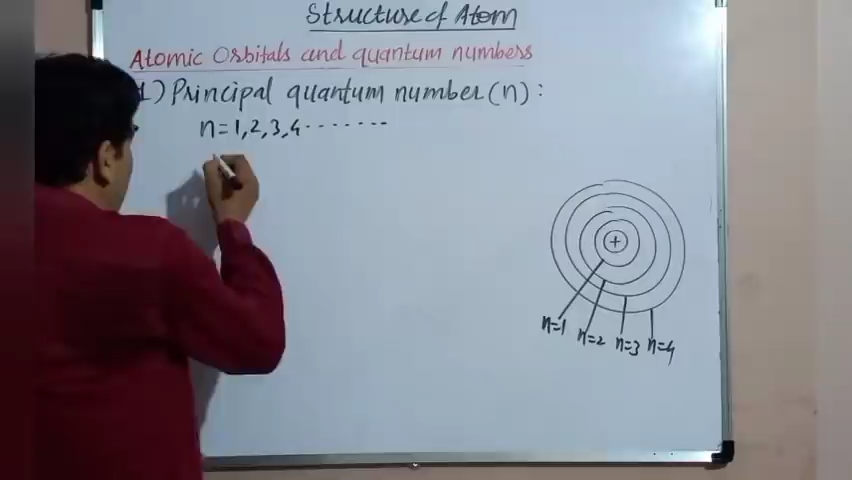 Structure of Atom
Atomic Orbitals and quantum numbers
1) Principal quantum number (n) :
n=1,2,3,4-------
+
n=1
n=2
n=3
n=4